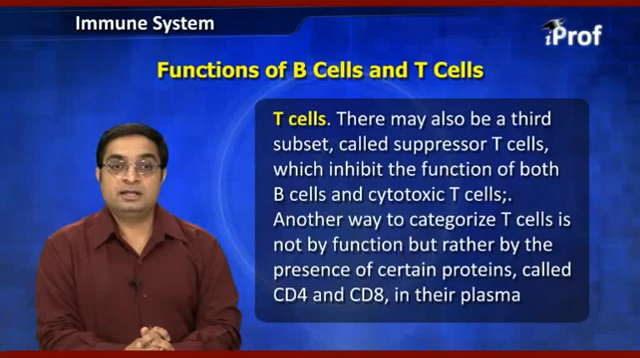 Immune System
iProf
Functions of B Cells and T Cells
T cells. There may also be a third
subset, called suppressor T cells,
which inhibit the function of both
B cells and cytotoxic T cells;.
Another way to categorize T cells is
not by function but rather by the
presence of certain proteins, called
CD4 and CD8, in their plasma